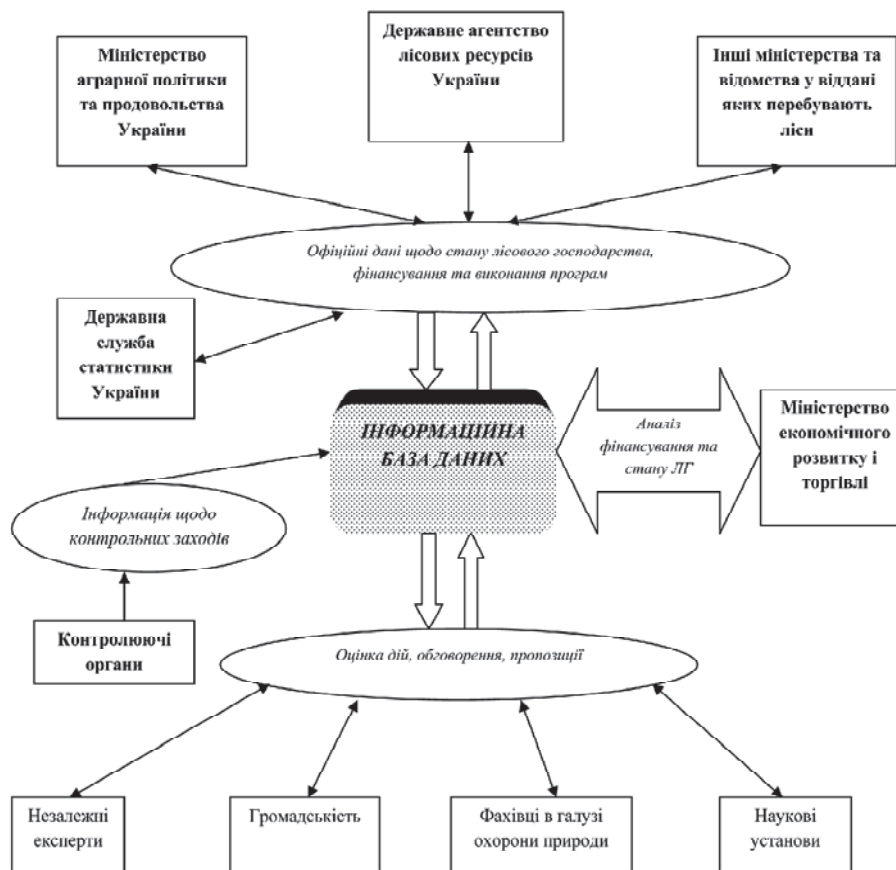 Міністерство
аграрної політики
та продовольства
України
Державне агентство
лісових ресурсів
України
Інші міністерства та
відомства у віддані
яких перебувають
ліси
Офіційні дані щодо стану лісового господарства,
фінансування та виконання програм
Державна
служба
статистики
України
ІНФОРМАЦІЙНА
БАЗА ДАНИХ
Аналіз
фінансування та
стану ЛГ
Міністерство
економічного
розвитку і
торгівлі
Інформація щодо
контрольних заходів
Контролюючі
органи
Оцінка дій, обговорення, пропозиції
Незалежні
експерти
Громадськість
Фахівці в галузі
охорони природи
Наукові
установи